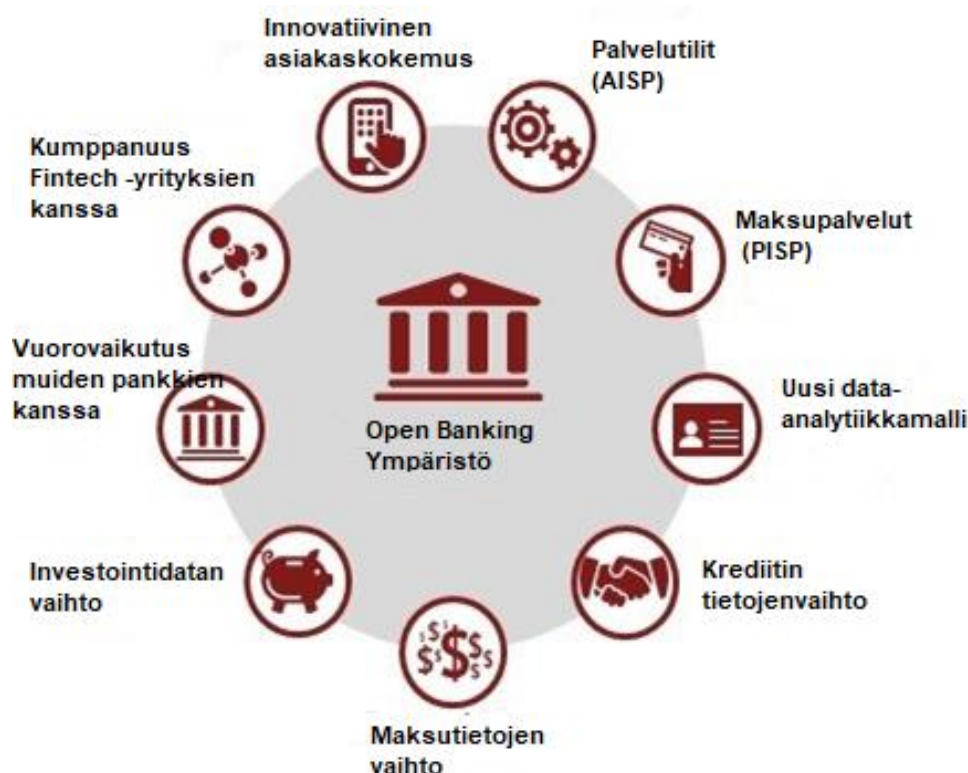 Innovatiivinen
asiakaskokemus
Palvelutilit
(AISP)
Kumppanuus
Fintech -yrityksien
kanssa
Maksupalvelut
(PISP)
Vuorovaikutus
muiden pankkien
kanssa
Uusi data-
analytiikkamalli
Open Banking
Ympäristö
Investointidatan
vaihto
Krediitin
tietojenvaihto
Maksutietojen
vaihto